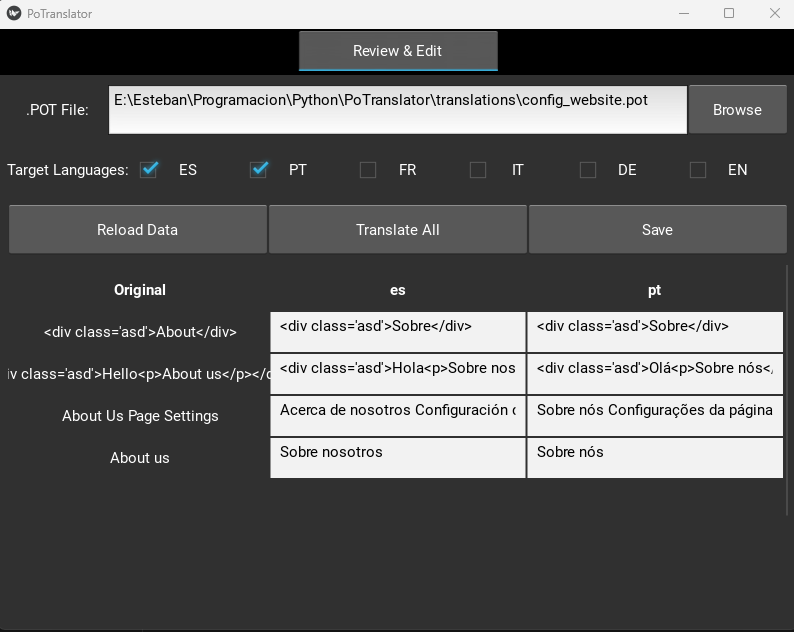 PoTranslator
Review & Edit
.POT File: E:\Esteban\Programacion\Python\PoTranslator\translations\config_website.pot Browse
Target Languages: ES PT FR IT DE EN
Reload Data Translate All Save
Original es pt
<div class='asd'>About</div> <div class='asd'>Sobre</div> <div class='asd'>Sobre</div>
iv class='asd'>Hello<p>About us</p></d <div class='asd'>Hola<p>Sobre nos <div class='asd'>Olá<p>Sobre nós</
About Us Page Settings Acerca de nosotros Configuración Sobre nós Configurações da página
About us Sobre nosotros Sobre nós